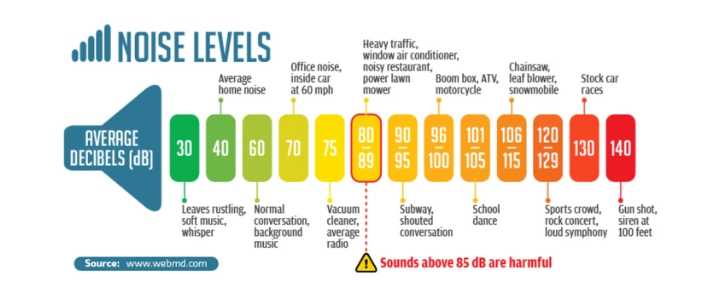 NOISE LEVELS
Heavy traffic,
window air conditioner,
noisy restaurant,
power lawn
mower
Office noise,
inside car
at 60 mph
Average
home noise
Boom box, ATV,
motorcycle
Chainsaw,
leaf blower,
snowmobile
Stock car
races
AVERAGE
DECIBELS (dB)
30
40
60
70
75
80
89
90
95
96
100
101
105
106
115
120
129
130
140
Leaves rustling,
soft music,
whisper
Normal
conversation,
background
music
Vacuum
cleaner,
average
radio
Subway,
shouted
conversation
School
dance
Sports crowd,
rock concert,
loud symphony
Gun shot,
siren at
100 feet
Source: www.webmd.com
! Sounds above 85 dB are harmful